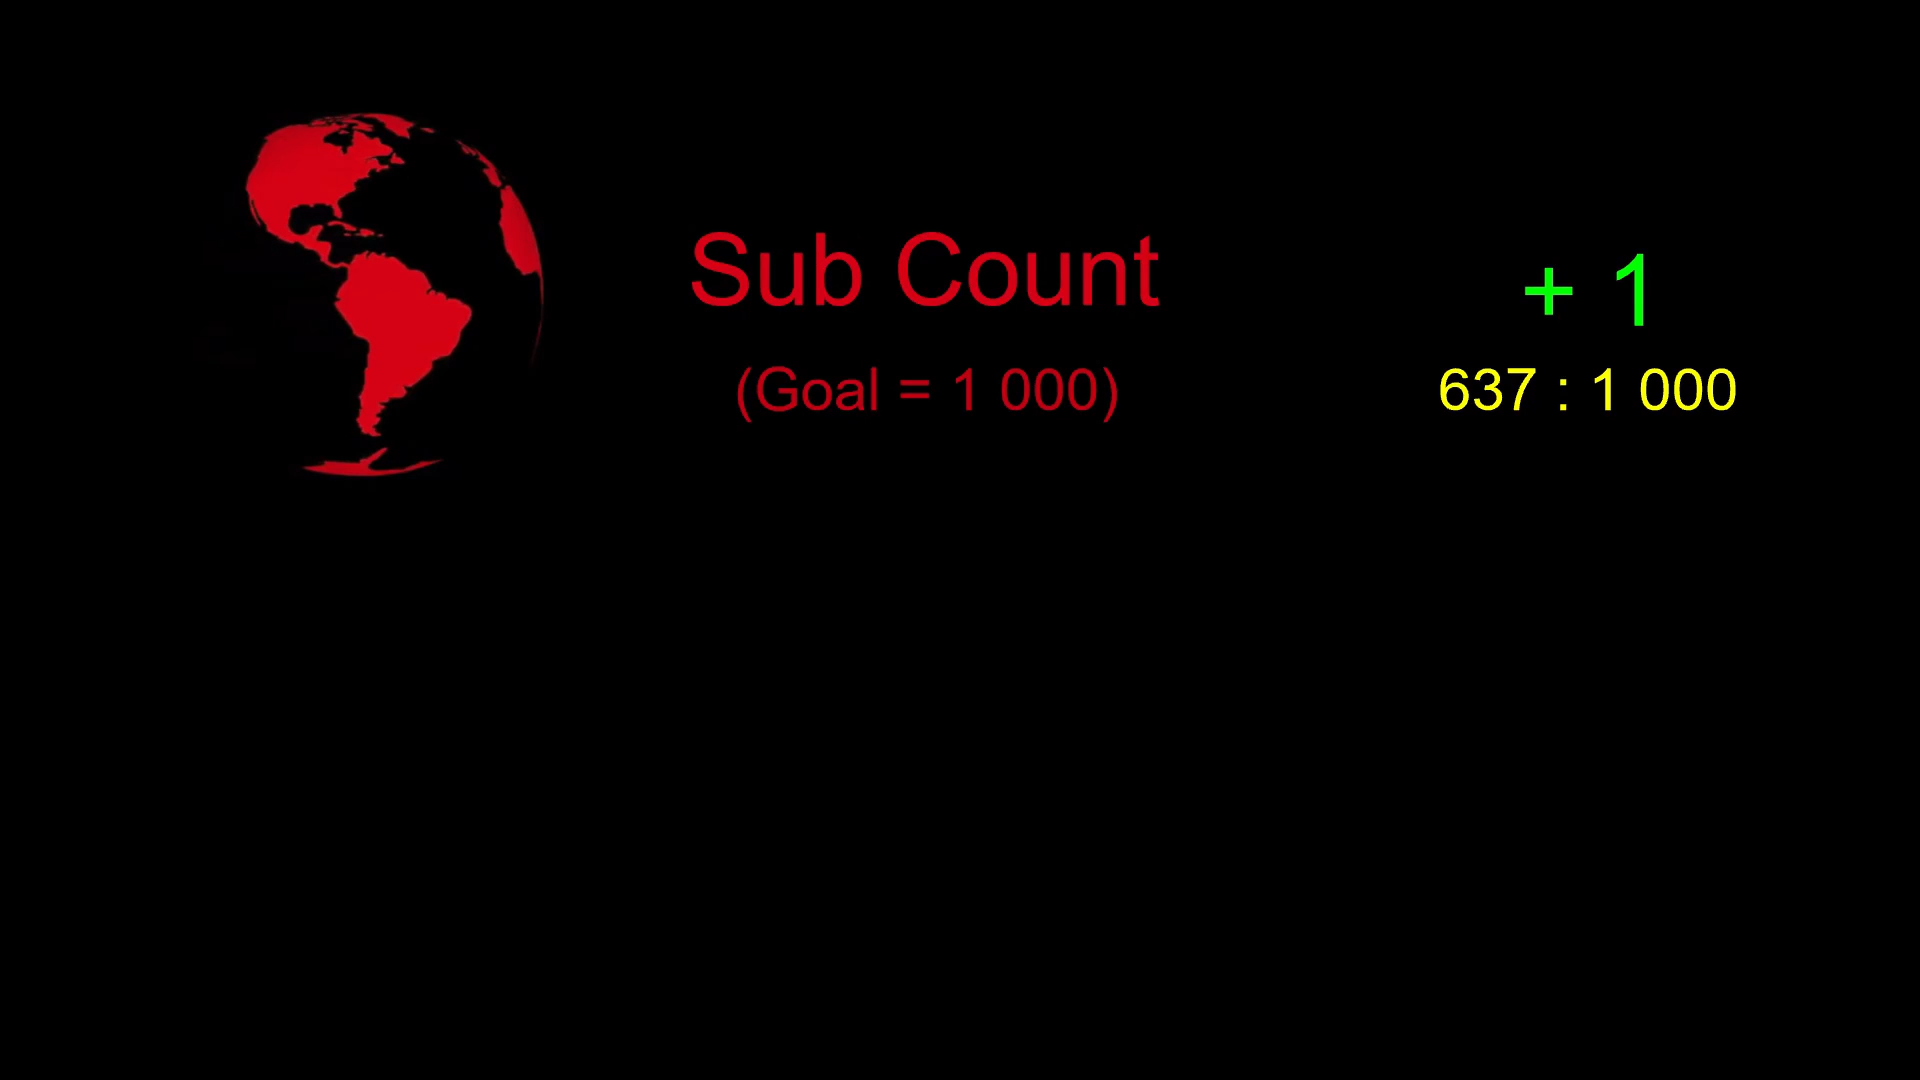 Sub Count
(Goal = 1 000)
+ 1
637 : 1 000